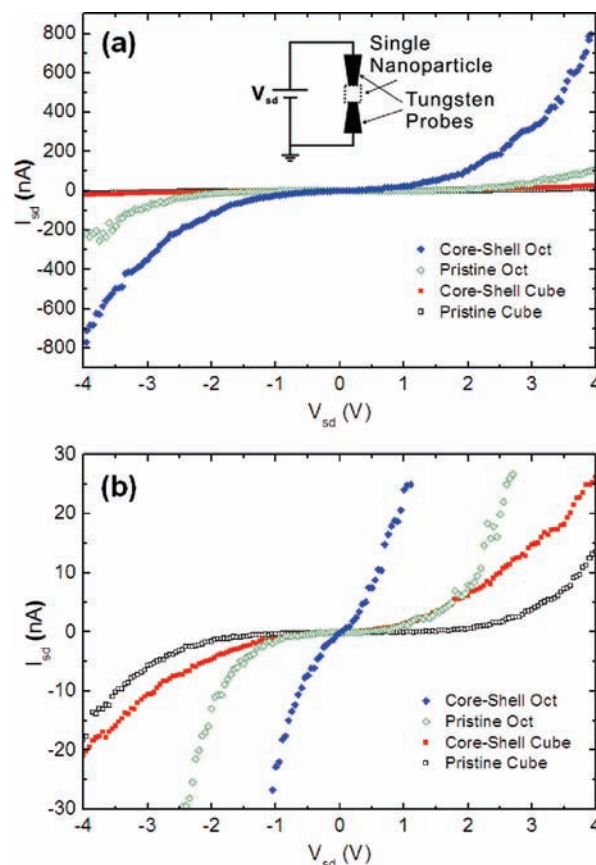 (a)
Single
Nanoparticle
Tungsten
Probes
V_sd
800
600
400
200
0
-200
-400
-600
-800
I_sd (nA)
Core-Shell Oct
Pristine Oct
Core-Shell Cube
Pristine Cube
-4 -3 -2 -1 0 1 2 3 4
V_sd (V)
(b)
30
20
10
0
-10
-20
-30
I_sd (nA)
Core-Shell Oct
Pristine Oct
Core-Shell Cube
Pristine Cube
-4 -3 -2 -1 0 1 2 3 4
V_sd (V)